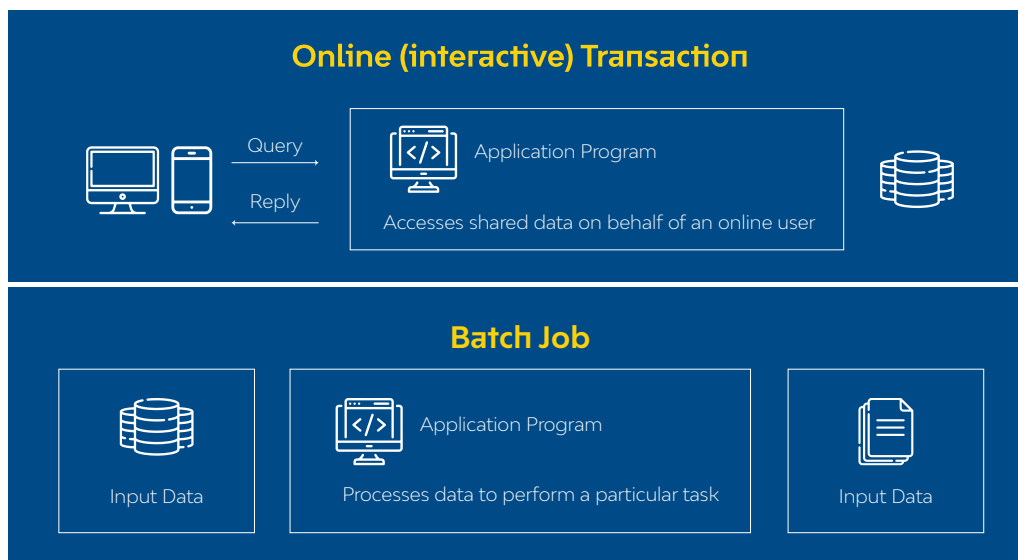 Online (interactive) Transaction
Query
Reply
</>
Application Program
Accesses shared data on behalf of an online user
Batch Job
Input Data
</>
Application Program
Processes data to perform a particular task
Input Data